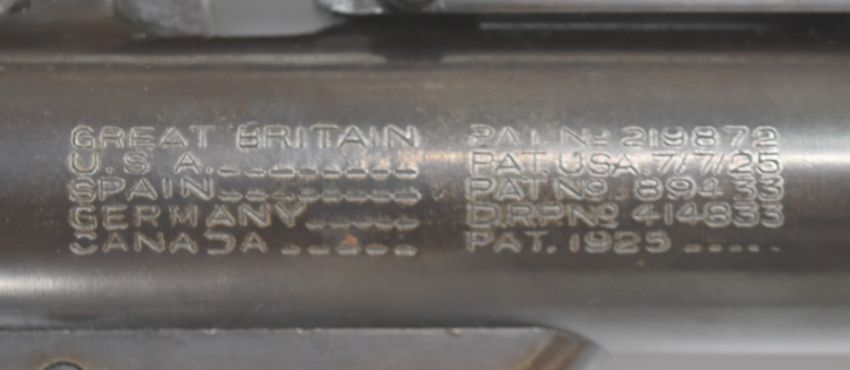 GREAT BRITAIN PAT. No 219872
U.S.A. PAT. USA. 7/7/25
SPAIN PAT. No. 89433
GERMANY D.R.P No 414833
CANADA PAT. 1925